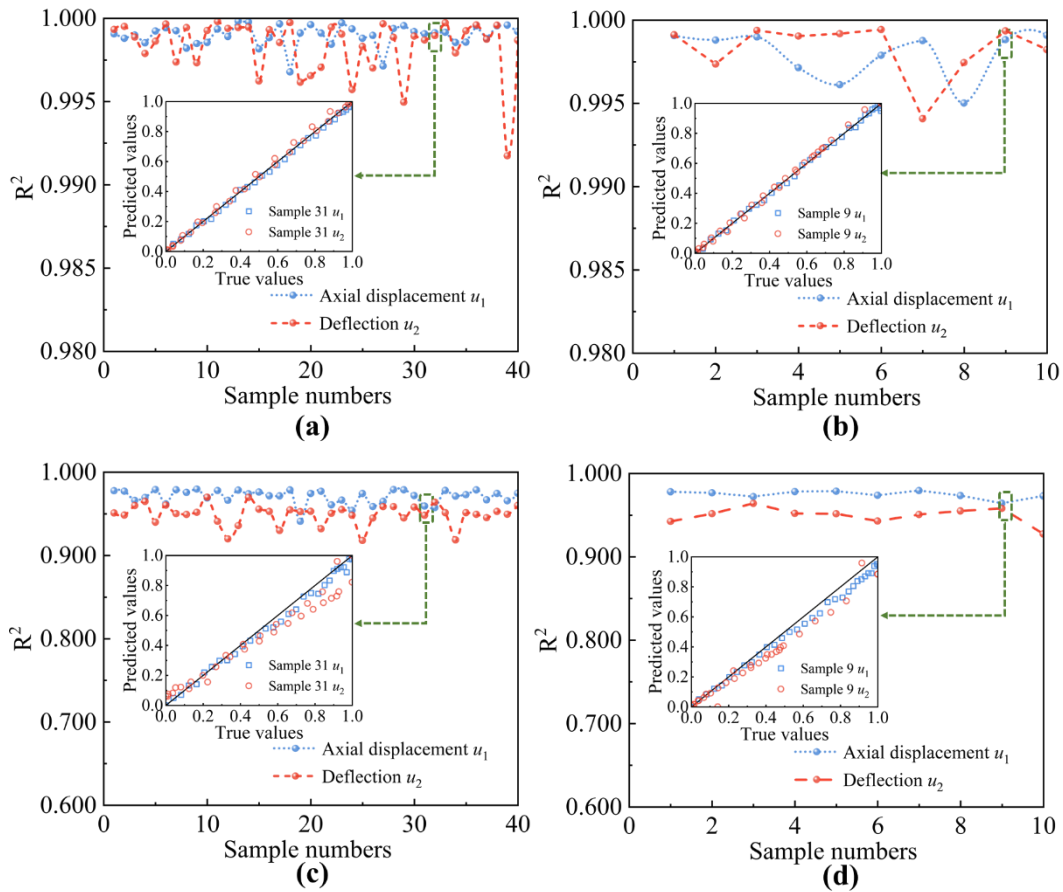 1.000
0.995
0.990
0.985
0.980
R²
0 10 20 30 40
Sample numbers
Predicted values
1.0
0.8
0.6
0.4
0.2
0.0
0.0 0.2 0.4 0.6 0.8 1.0
True values
Sample 31 u₁
Sample 31 u₂
Axial displacement u₁
Deflection u₂
(a)
1.000
0.995
0.990
0.985
0.980
R²
0 2 4 6 8 10
Sample numbers
Predicted values
1.0
0.8
0.6
0.4
0.2
0.0
0.0 0.2 0.4 0.6 0.8 1.0
True values
Sample 9 u₁
Sample 9 u₂
Axial displacement u₁
Deflection u₂
(b)
1.000
0.900
0.800
0.700
0.600
R²
0 10 20 30 40
Sample numbers
Predicted values
1.0
0.8
0.6
0.4
0.2
0.0
0.0 0.2 0.4 0.6 0.8 1.0
True values
Sample 31 u₁
Sample 31 u₂
Axial displacement u₁
Deflection u₂
(c)
1.000
0.900
0.800
0.700
0.600
R²
0 2 4 6 8 10
Sample numbers
Predicted values
1.0
0.8
0.6
0.4
0.2
0.0
0.0 0.2 0.4 0.6 0.8 1.0
True values
Sample 9 u₁
Sample 9 u₂
Axial displacement u₁
Deflection u₂
(d)